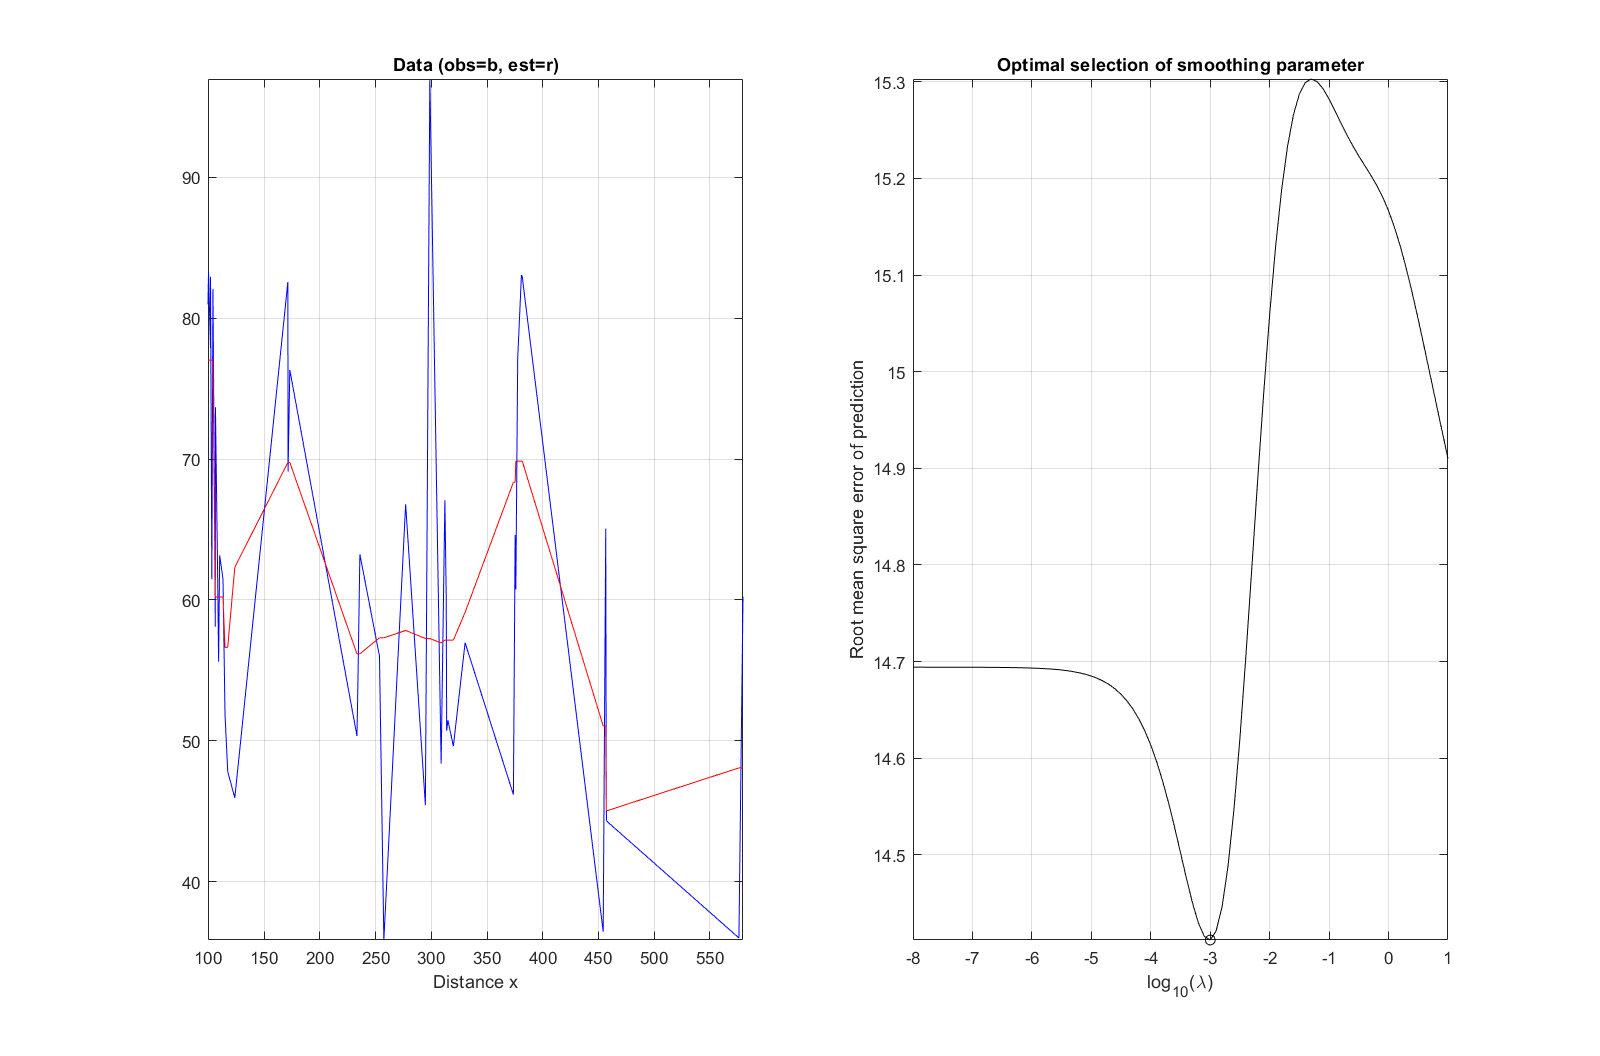 Data (obs=b, est=r)
90
80
70
60
50
40
100 150 200 250 300 350 400 450 500 550
Distance x
Optimal selection of smoothing parameter
Root mean square error of prediction
15.3
15.2
15.1
15
14.9
14.8
14.7
14.6
14.5
-8 -7 -6 -5 -4 -3 -2 -1 0 1
log10(λ)